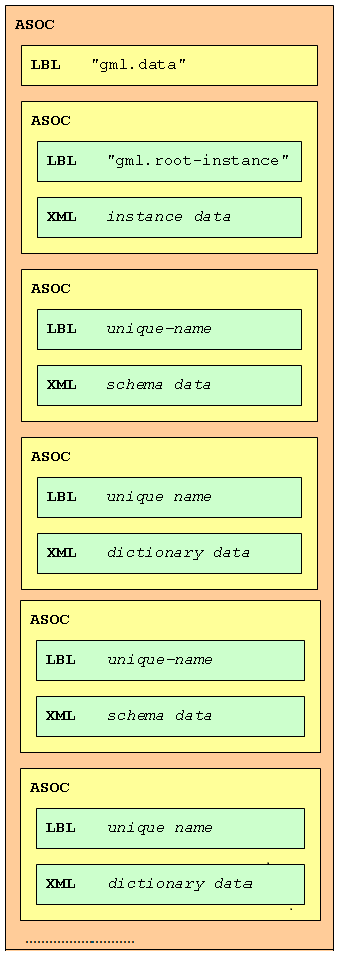 ASOC
LBL "gml.data"
ASOC
LBL "gml.root-instance"
XML instance data
ASOC
LBL unique-name
XML schema data
ASOC
LBL unique name
XML dictionary data
ASOC
LBL unique-name
XML schema data
ASOC
LBL unique name
XML dictionary data